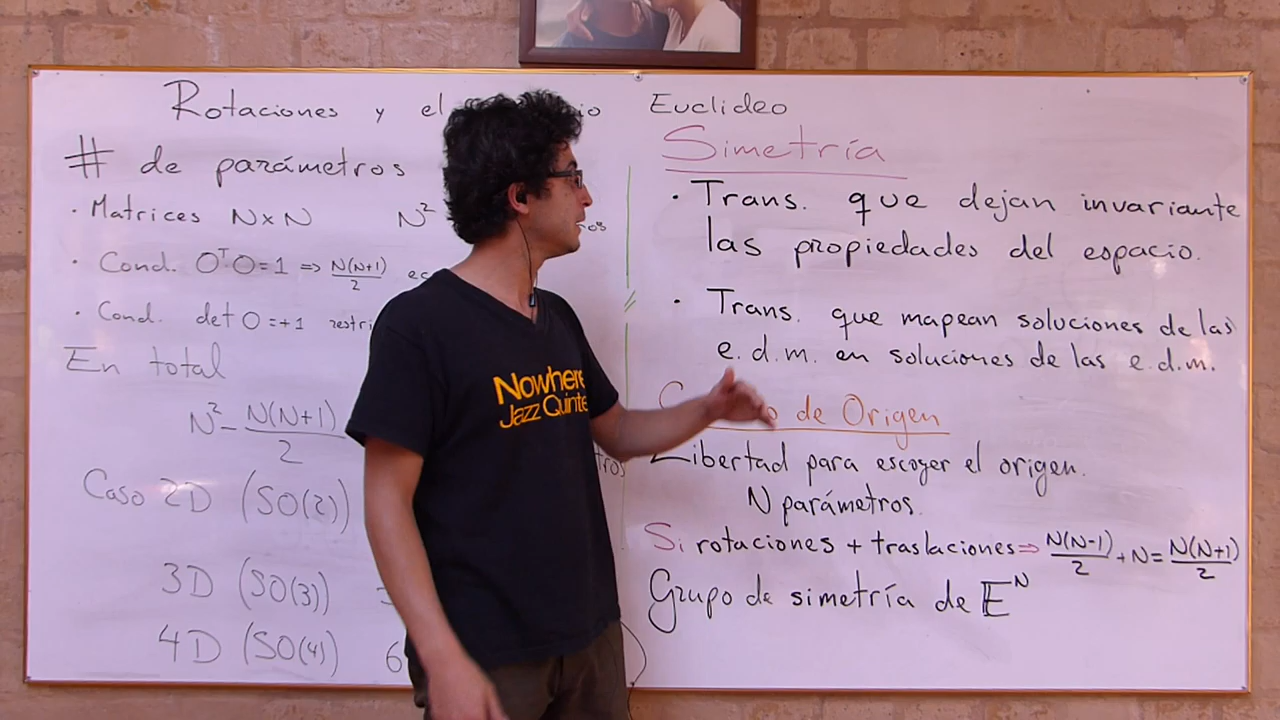 Rotaciones y el
Euclideo
# de parámetros
· Matrices N×N N²
· Cond. OᵀO=1 ⇒ N(N+1)/2 ec
· Cond. det O=+1 restri
En total
N² - N(N+1)/2
Caso 2D (SO(2))
3D (SO(3))
4D (SO(4)) 6
Nowhere
Jazz Quinte
Simetría
· Trans. que dejan invariante
las propiedades del espacio.
· Trans. que mapean soluciones de las
e.d.m. en soluciones de las e.d.m.
de Origen
Libertad para escoger el origen.
N parámetros.
Si rotaciones + traslaciones ⇒ N(N-1)/2 + N = N(N+1)/2
Grupo de simetría de Eᴺ